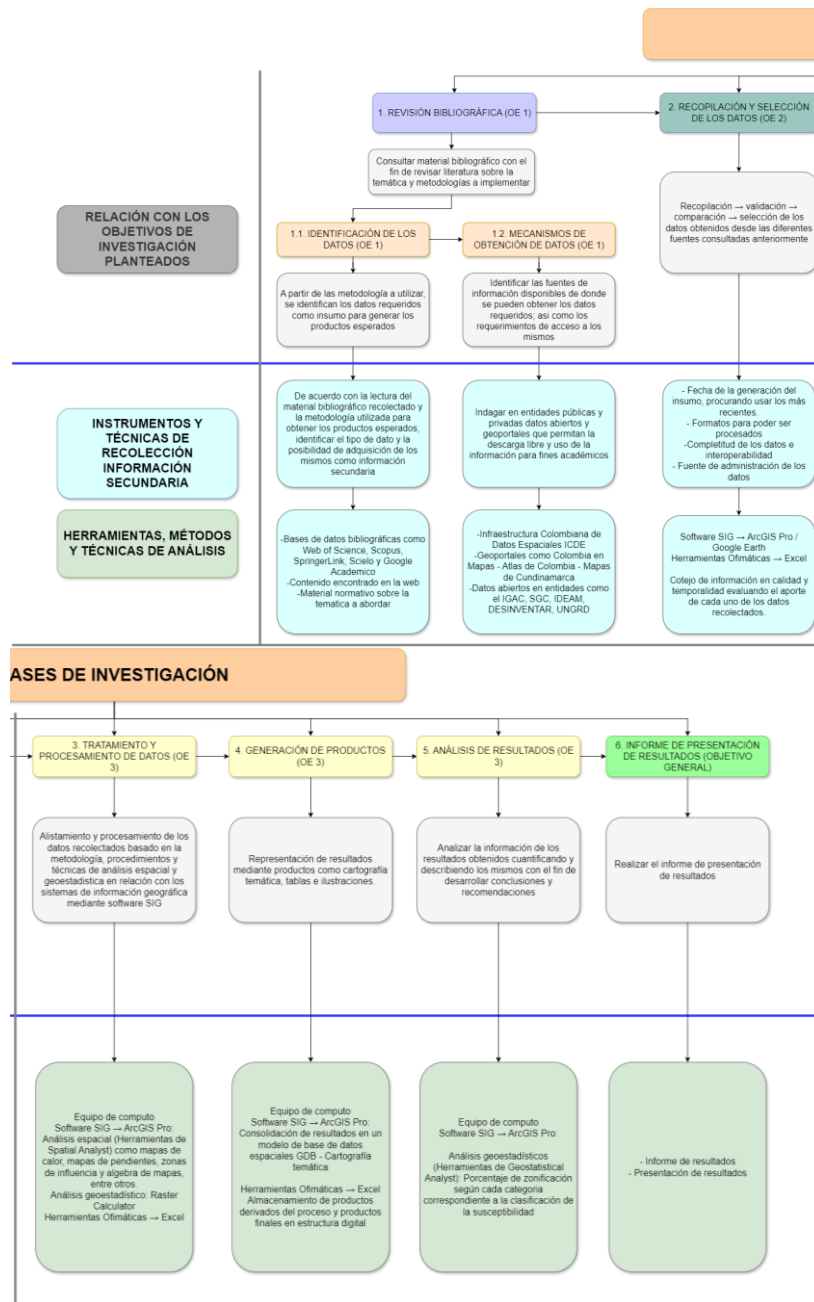 1. REVISIÓN BIBLIOGRÁFICA (OE 1)
2. RECOPILACIÓN Y SELECCIÓN
DE LOS DATOS (OE 2)
Consultar material bibliográfico con el
fin de revisar literatura sobre la
temática y metodologías a implementar
RELACIÓN CON LOS
OBJETIVOS DE
INVESTIGACIÓN
PLANTEADOS
1.1. IDENTIFICACIÓN DE LOS
DATOS (OE 1)
1.2. MECANISMOS DE
OBTENCIÓN DE DATOS (OE 1)
Recopilación → validación →
comparación → selección de los
datos obtenidos desde las diferentes
fuentes consultadas anteriormente
A partir de las metodología a utilizar,
se identifican los datos requeridos
como insumo para generar los
productos esperados
Identificar las fuentes de
información disponibles de donde
se pueden obtener los datos
requeridos; asi como los
requerimientos de acceso a los
mismos
INSTRUMENTOS Y
TÉCNICAS DE
RECOLECCIÓN
INFORMACIÓN
SECUNDARIA
De acuerdo con la lectura del
material bibliográfico recolectado y
la metodología utilizada para
obtener los productos esperados,
identificar el tipo de dato y la
posibilidad de adquisición de los
mismos como información
secundaria
Indagar en entidades públicas y
privadas datos abiertos y
geoportales que permitan la
descarga libre y uso de la
información para fines académicos
- Fecha de la generación del
insumo, procurando usar los más
recientes.
- Formatos para poder ser
procesados
-Completitud de los datos e
interoperabilidad
- Fuente de administración de los
datos
HERRAMIENTAS, MÉTODOS
Y TÉCNICAS DE ANÁLISIS
-Bases de datos bibliográficas como
Web of Science, Scopus,
SpringerLink, Scielo y Google
Academico
-Contenido encontrado en la web
-Material normativo sobre la
tematica a abordar
-Infraestructura Colombiana de
Datos Espaciales ICDE
-Geoportales como Colombia en
Mapas - Atlas de Colombia - Mapas
de Cundinamarca
-Datos abiertos en entidades como
el IGAC, SGC, IDEAM,
DESINVENTAR, UNGRD
Software SIG → ArcGIS Pro /
Google Earth
Herramientas Ofimáticas → Excel
Cotejo de información en calidad y
temporalidad evaluando el aporte
de cada uno de los datos
recolectados.
ASES DE INVESTIGACIÓN
3. TRATAMIENTO Y
PROCESAMIENTO DE DATOS (OE
3)
4. GENERACIÓN DE PRODUCTOS
(OE 3)
5. ANÁLISIS DE RESULTADOS (OE
3)
6. INFORME DE PRESENTACIÓN
DE RESULTADOS (OBJETIVO
GENERAL)
Alistamiento y procesamiento de los
datos recolectados basado en la
metodología, procedimientos y
técnicas de análisis espacial y
geoestadistica en relación con los
sistemas de información geográfica
mediante software SIG
Representación de resultados
mediante productos como cartografía
temática, tablas e ilustraciones.
Analizar la información de los
resultados obtenidos cuantificando y
describiendo los mismos con el fin de
desarrollar conclusiones y
recomendaciones
Realizar el informe de presentación
de resultados
Equipo de computo
Software SIG → ArcGIS Pro:
Análisis espacial (Herramientas de
Spatial Analyst) como mapas de
calor, mapas de pendientes, zonas
de influencia y algebra de mapas,
entre otros.
Análisis geoestadístico: Raster
Calculator
Herramientas Ofimáticas → Excel
Equipo de computo
Software SIG → ArcGIS Pro:
Consolidación de resultados en un
modelo de base de datos
espaciales GDB - Cartografía
temática
Herramientas Ofimáticas → Excel
Almacenamiento de productos
derivados del proceso y productos
finales en estructura digital
Equipo de computo
Software SIG → ArcGIS Pro:
Análisis geoestadísticos
(Herramientas de Geostatistical
Analyst): Porcentaje de zonificación
según cada categoria
correspondiente a la clasificación de
la susceptibilidad
- Informe de resultados
- Presentación de resultados